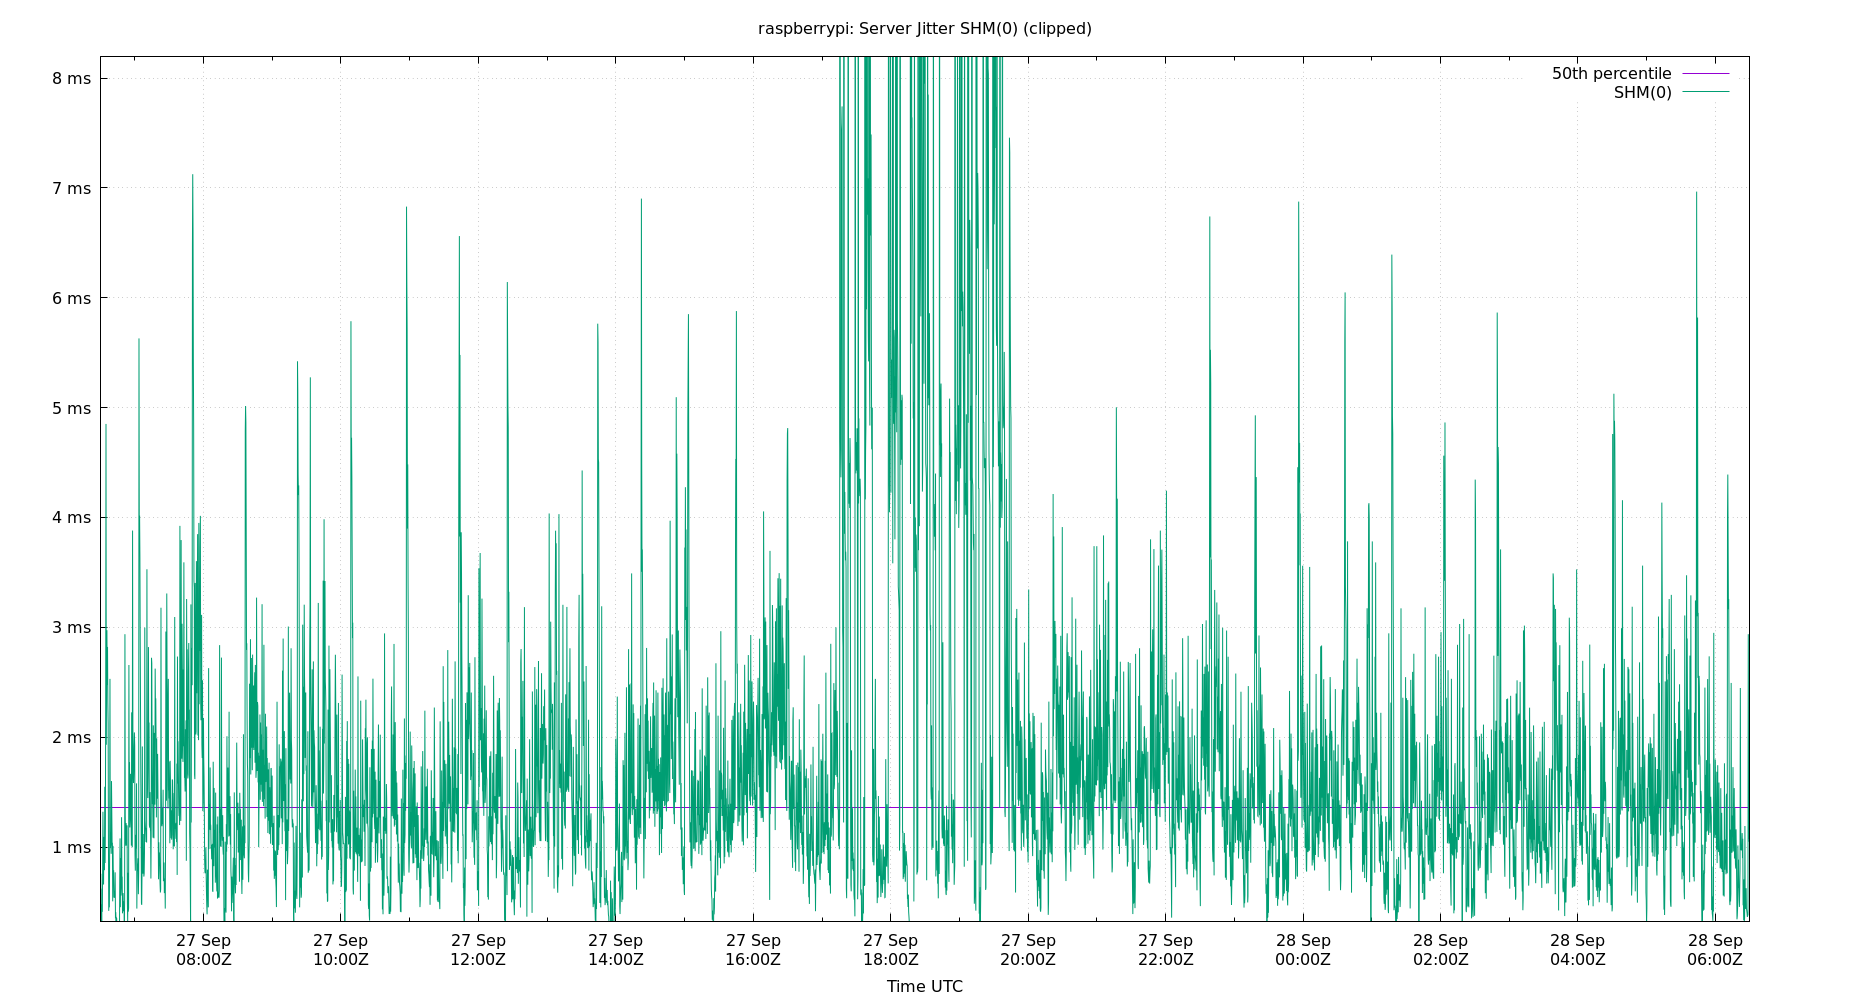 raspberrypi: Server Jitter SHM(0) (clipped)
50th percentile
SHM(0)
8 ms
7 ms
6 ms
5 ms
4 ms
3 ms
2 ms
1 ms
27 Sep 27 Sep 27 Sep 27 Sep 27 Sep 27 Sep 27 Sep 27 Sep 28 Sep 28 Sep 28 Sep 28 Sep
08:00Z 10:00Z 12:00Z 14:00Z 16:00Z 18:00Z 20:00Z 22:00Z 00:00Z 02:00Z 04:00Z 06:00Z
Time UTC